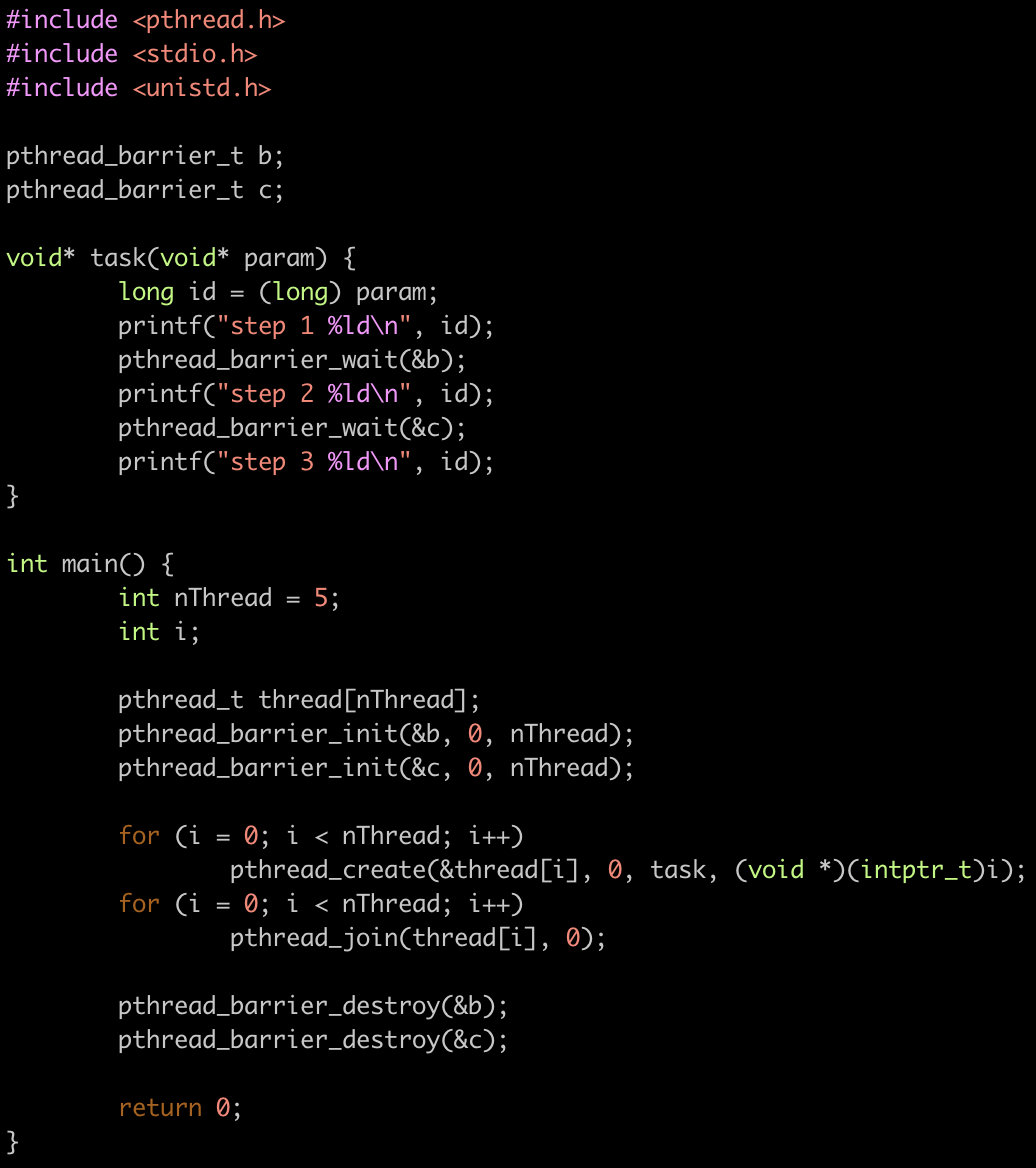 #include <pthread.h>
#include <stdio.h>
#include <unistd.h>

pthread_barrier_t b;
pthread_barrier_t c;

void* task(void* param) {
        long id = (long) param;
        printf("step 1 %ld\n", id);
        pthread_barrier_wait(&b);
        printf("step 2 %ld\n", id);
        pthread_barrier_wait(&c);
        printf("step 3 %ld\n", id);
}

int main() {
        int nThread = 5;
        int i;

        pthread_t thread[nThread];
        pthread_barrier_init(&b, 0, nThread);
        pthread_barrier_init(&c, 0, nThread);

        for (i = 0; i < nThread; i++)
                pthread_create(&thread[i], 0, task, (void *)(intptr_t)i);
        for (i = 0; i < nThread; i++)
                pthread_join(thread[i], 0);

        pthread_barrier_destroy(&b);
        pthread_barrier_destroy(&c);

        return 0;
}